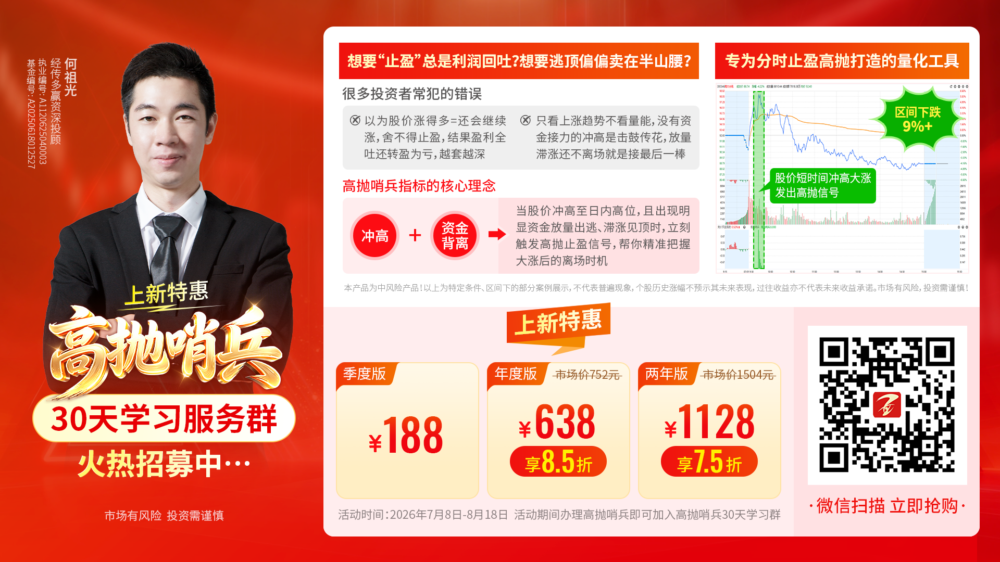 何祖光
经传多赢资深投顾
执业编号：A1120625040003
基金编号：A20250618012527
上新特惠
高抛哨兵
30天学习服务群
火热招募中…
市场有风险 投资需谨慎
想要“止盈”总是利润回吐？想要逃顶偏偏卖在半山腰？
很多投资者常犯的错误
以为股价涨得多=还会继续
涨，舍不得止盈，结果盈利全
吐还转盈为亏，越套越深
只看上涨趋势不看量能，没有资
金接力的冲高是击鼓传花，放量
滞涨还不离场就是接最后一棒
高抛哨兵指标的核心理念
冲高
+
资金
背离
当股价冲高至日内高位，且出现明
显资金放量出逃、滞涨见顶时，立刻
触发高抛止盈信号，帮你精准把握
大涨后的离场时机
专为分时止盈高抛打造的量化工具
区间下跌
9%+
股价短时间冲高大涨
发出高抛信号
本产品为中风险产品！以上为特定条件、区间下的部分案例展示，不代表普遍现象，个股历史涨幅不预示其未来表现，过往收益亦不代表未来收益承诺。市场有风险，投资需谨慎！
上新特惠
季度版
¥188
年度版
市场价752元
¥638
享8.5折
两年版
市场价1504元
¥1128
享7.5折
活动时间：2026年7月8日-8月18日 活动期间办理高抛哨兵即可加入高抛哨兵30天学习群
·微信扫描 立即抢购·